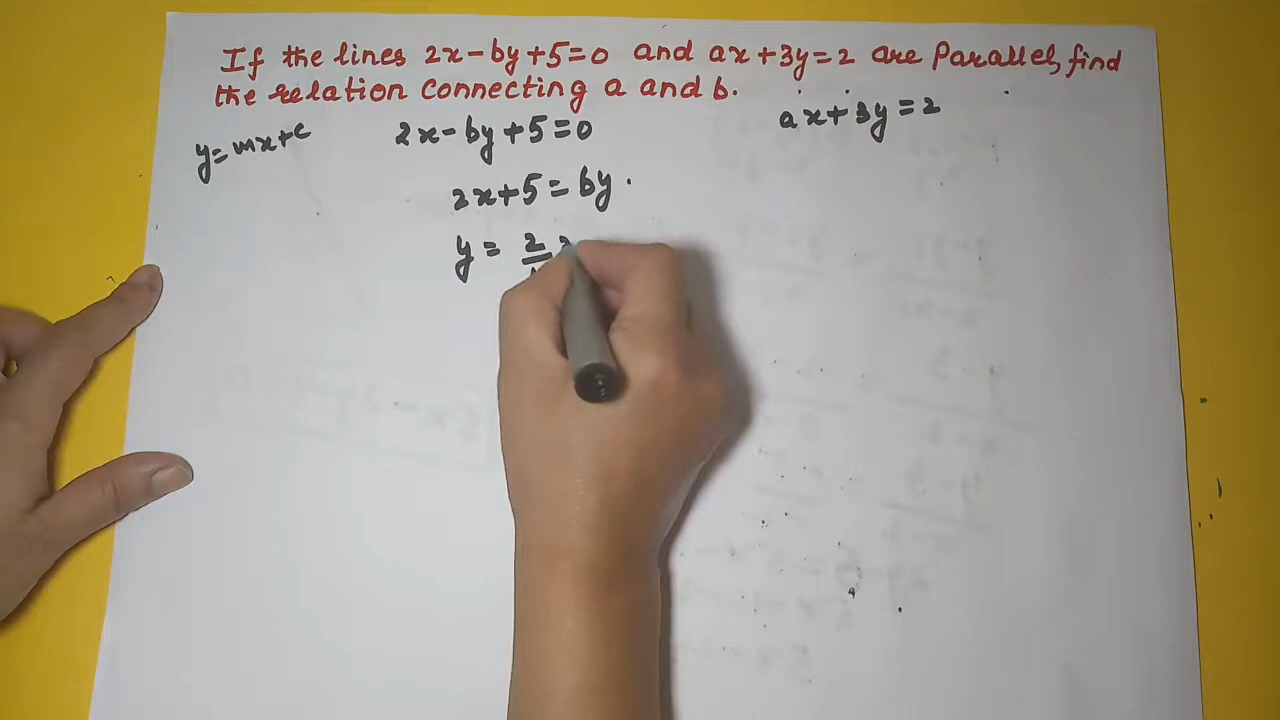 If the lines 2x-by+5=0 and ax+3y=2 are Parallel, find
the relation connecting a and b.
y=mx+c
2x-by+5=0
2x+5=by.
y= 2
ax+3y=2